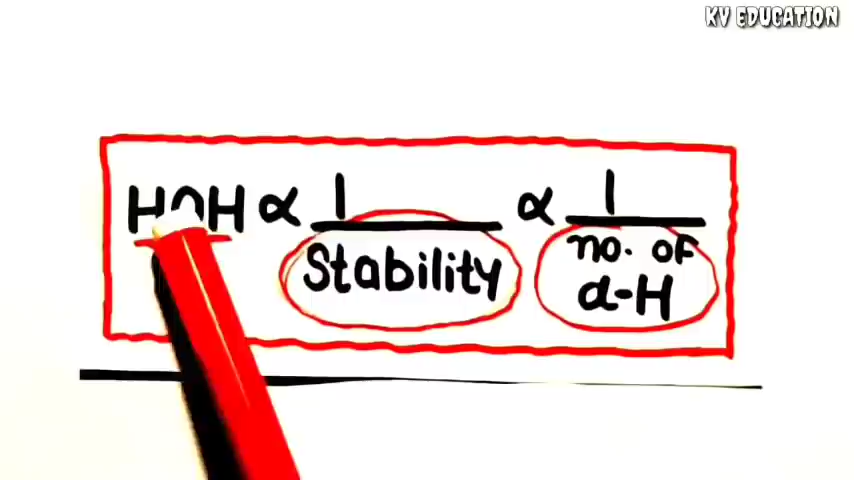 KV EDUCATION
HOH ∝ 1/Stability ∝ 1/no. of α-H